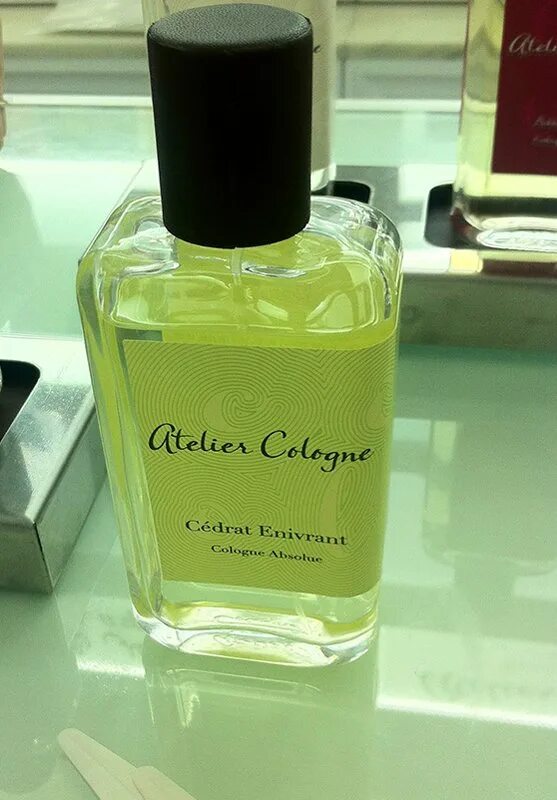 Atelier Cologne
Cédrat Enivrant
Cologne Absolue